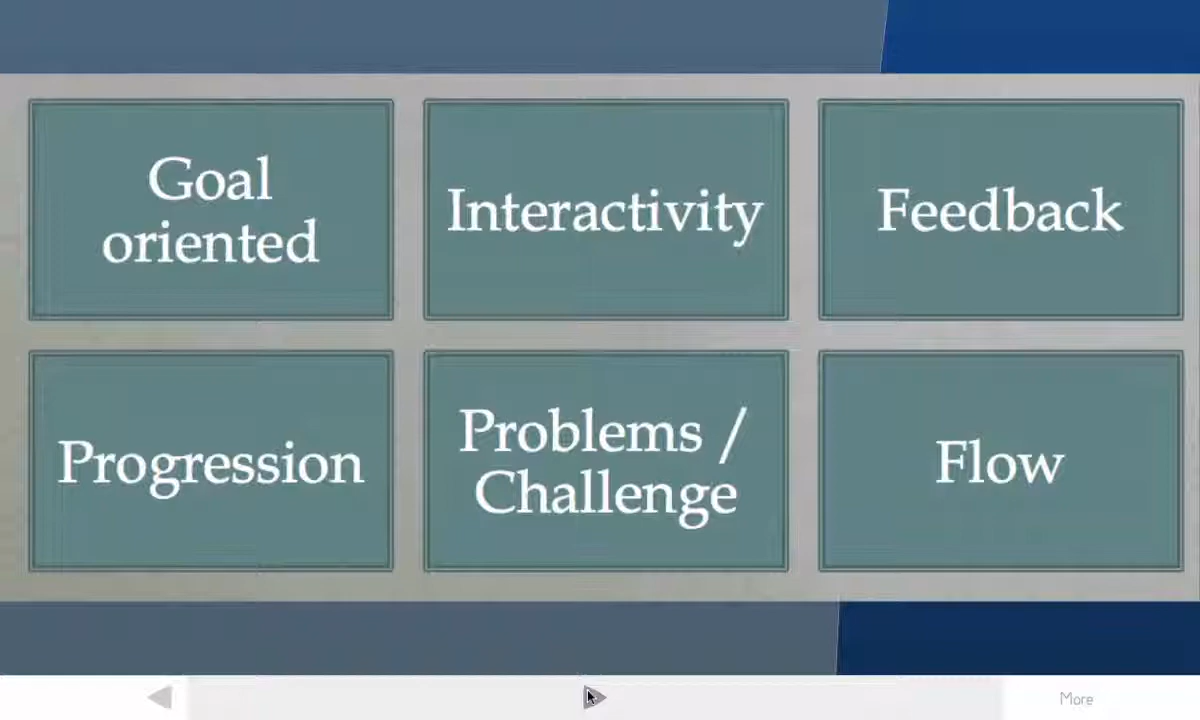 Goal
oriented
Interactivity
Feedback
Progression
Problems /
Challenge
Flow
More